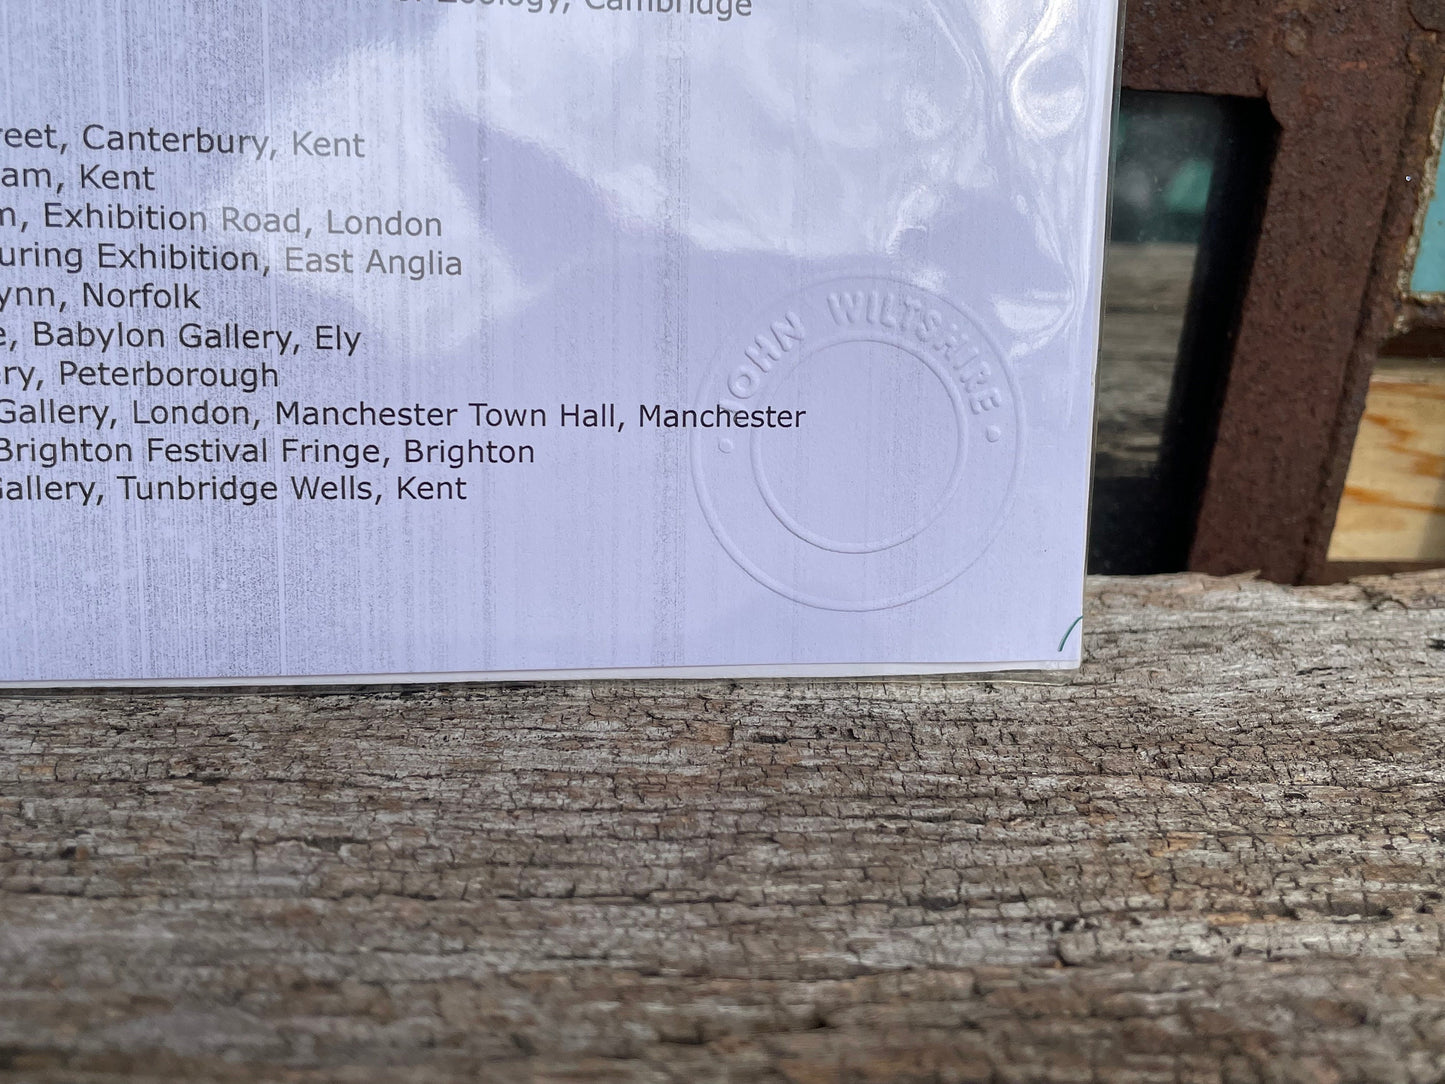 Zoology, Cambridge
reet, Canterbury, Kent
am, Kent
m, Exhibition Road, London
uring Exhibition, East Anglia
ynn, Norfolk
e, Babylon Gallery, Ely
ry, Peterborough
Gallery, London, Manchester Town Hall, Manchester
Brighton Festival Fringe, Brighton
Gallery, Tunbridge Wells, Kent
• JOHN WILTSHIRE •